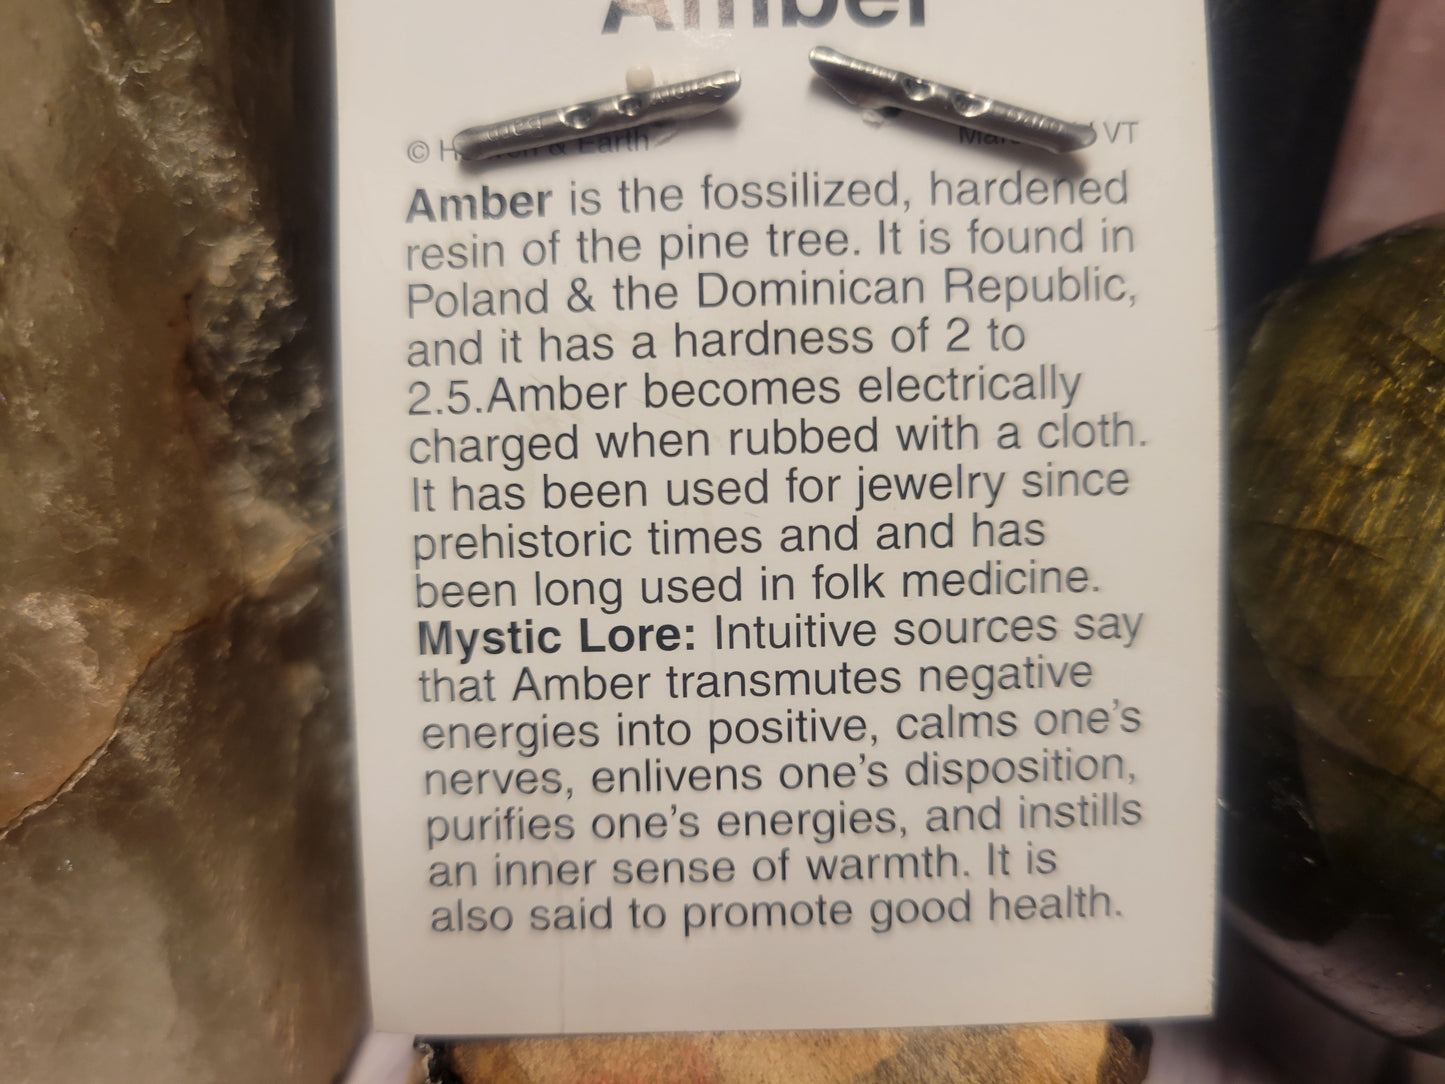 Amber
© & Earth VT
Amber is the fossilized, hardened
resin of the pine tree. It is found in
Poland & the Dominican Republic,
and it has a hardness of 2 to
2.5.Amber becomes electrically
charged when rubbed with a cloth.
It has been used for jewelry since
prehistoric times and and has
been long used in folk medicine.
Mystic Lore: Intuitive sources say
that Amber transmutes negative
energies into positive, calms one's
nerves, enlivens one's disposition,
purifies one's energies, and instills
an inner sense of warmth. It is
also said to promote good health.